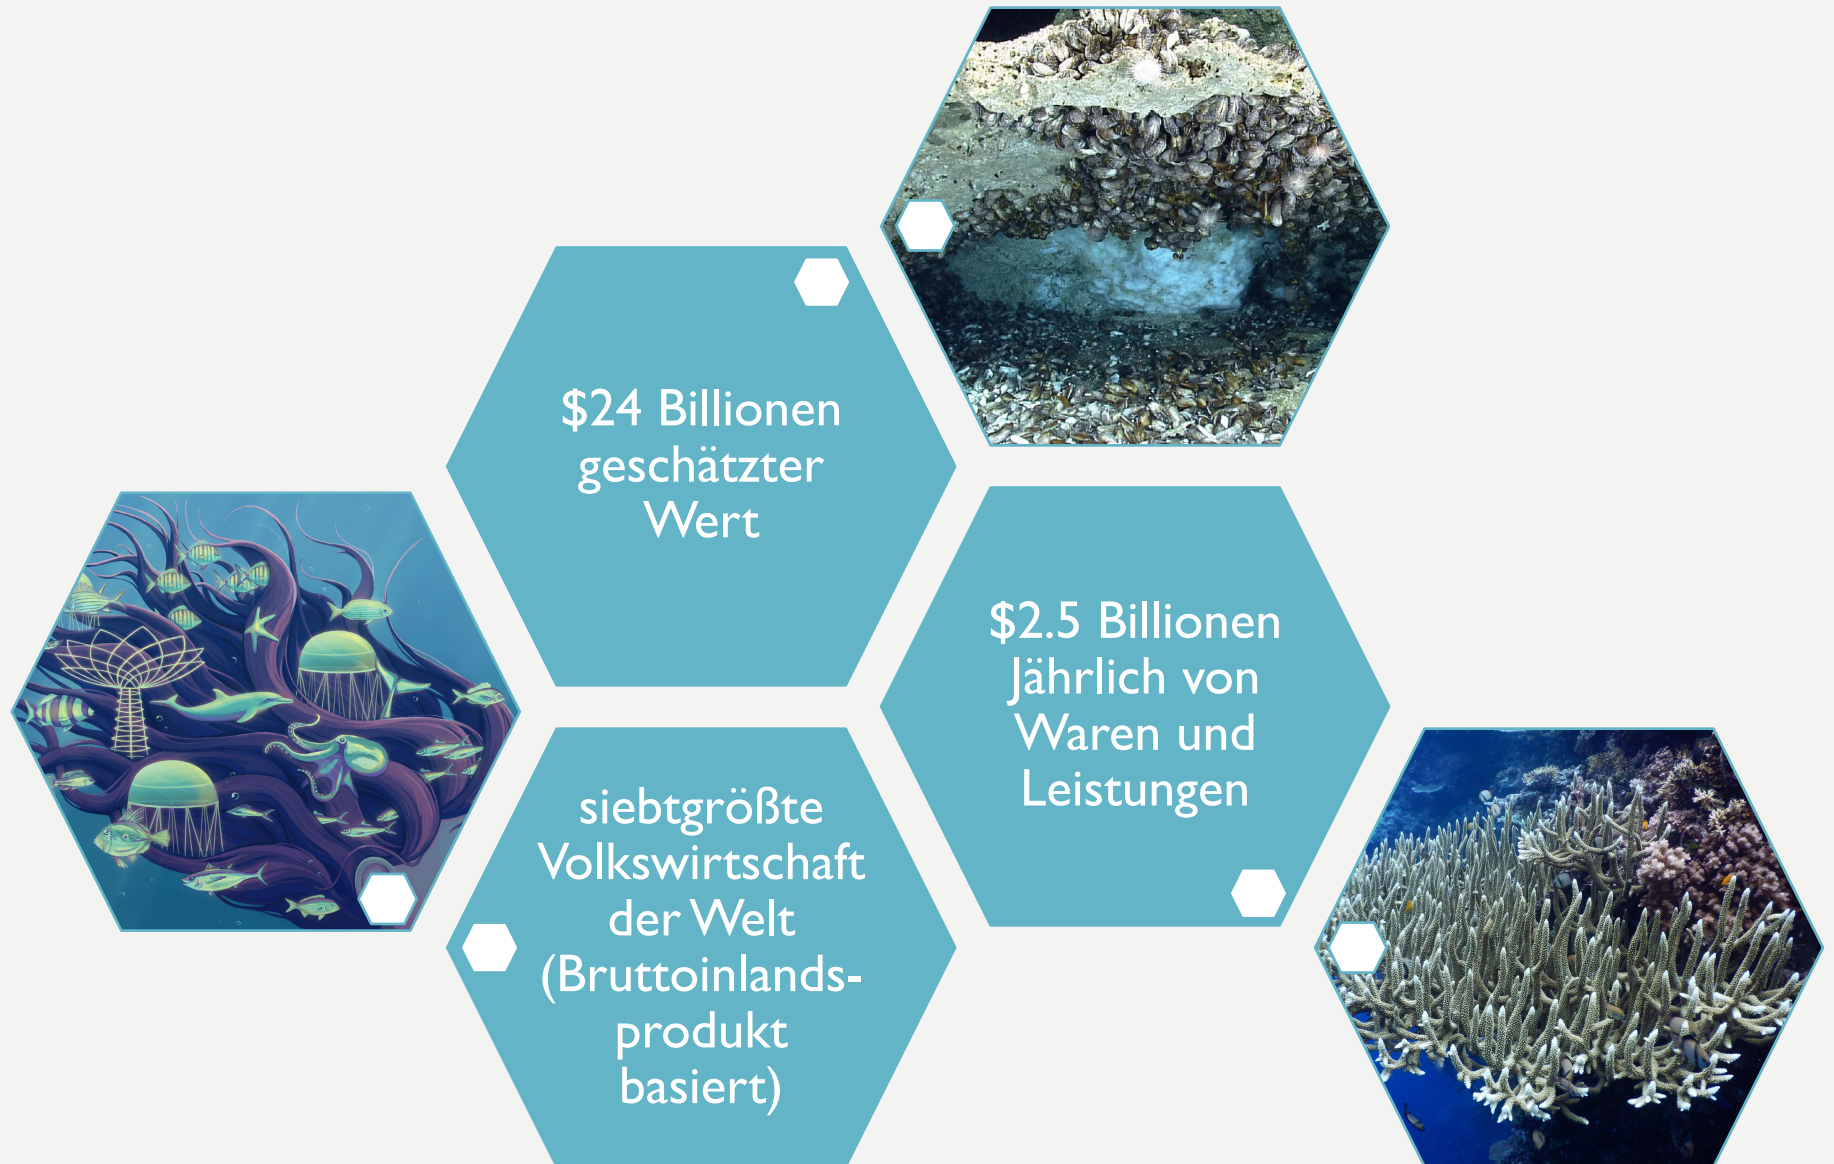 $24 Billionen
geschätzter
Wert
$2.5 Billionen
Jährlich von
Waren und
Leistungen
siebtgrößte
Volkswirtschaft
der Welt
(Bruttoinlands-
produkt
basiert)